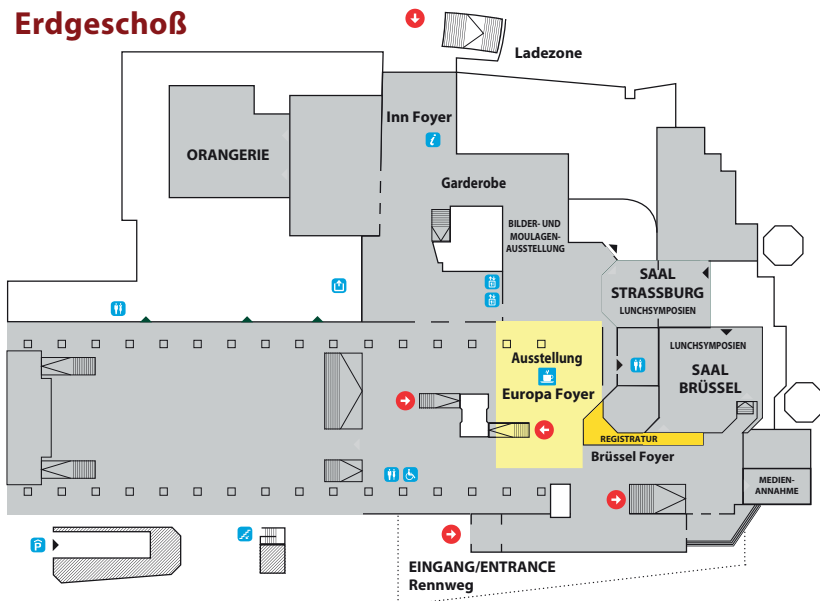 Erdgeschoß
Ladezone
Inn Foyer
i
ORANGERIE
Garderobe
BILDER- UND
MOULAGEN-
AUSSTELLUNG
SAAL
STRASSBURG
LUNCHSYMPOSIEN
LUNCHSYMPOSIEN
SAAL
BRÜSSEL
Ausstellung
Europa Foyer
REGISTRATUR
Brüssel Foyer
MEDIEN-
ANNAHME
P
EINGANG/ENTRANCE
Rennweg